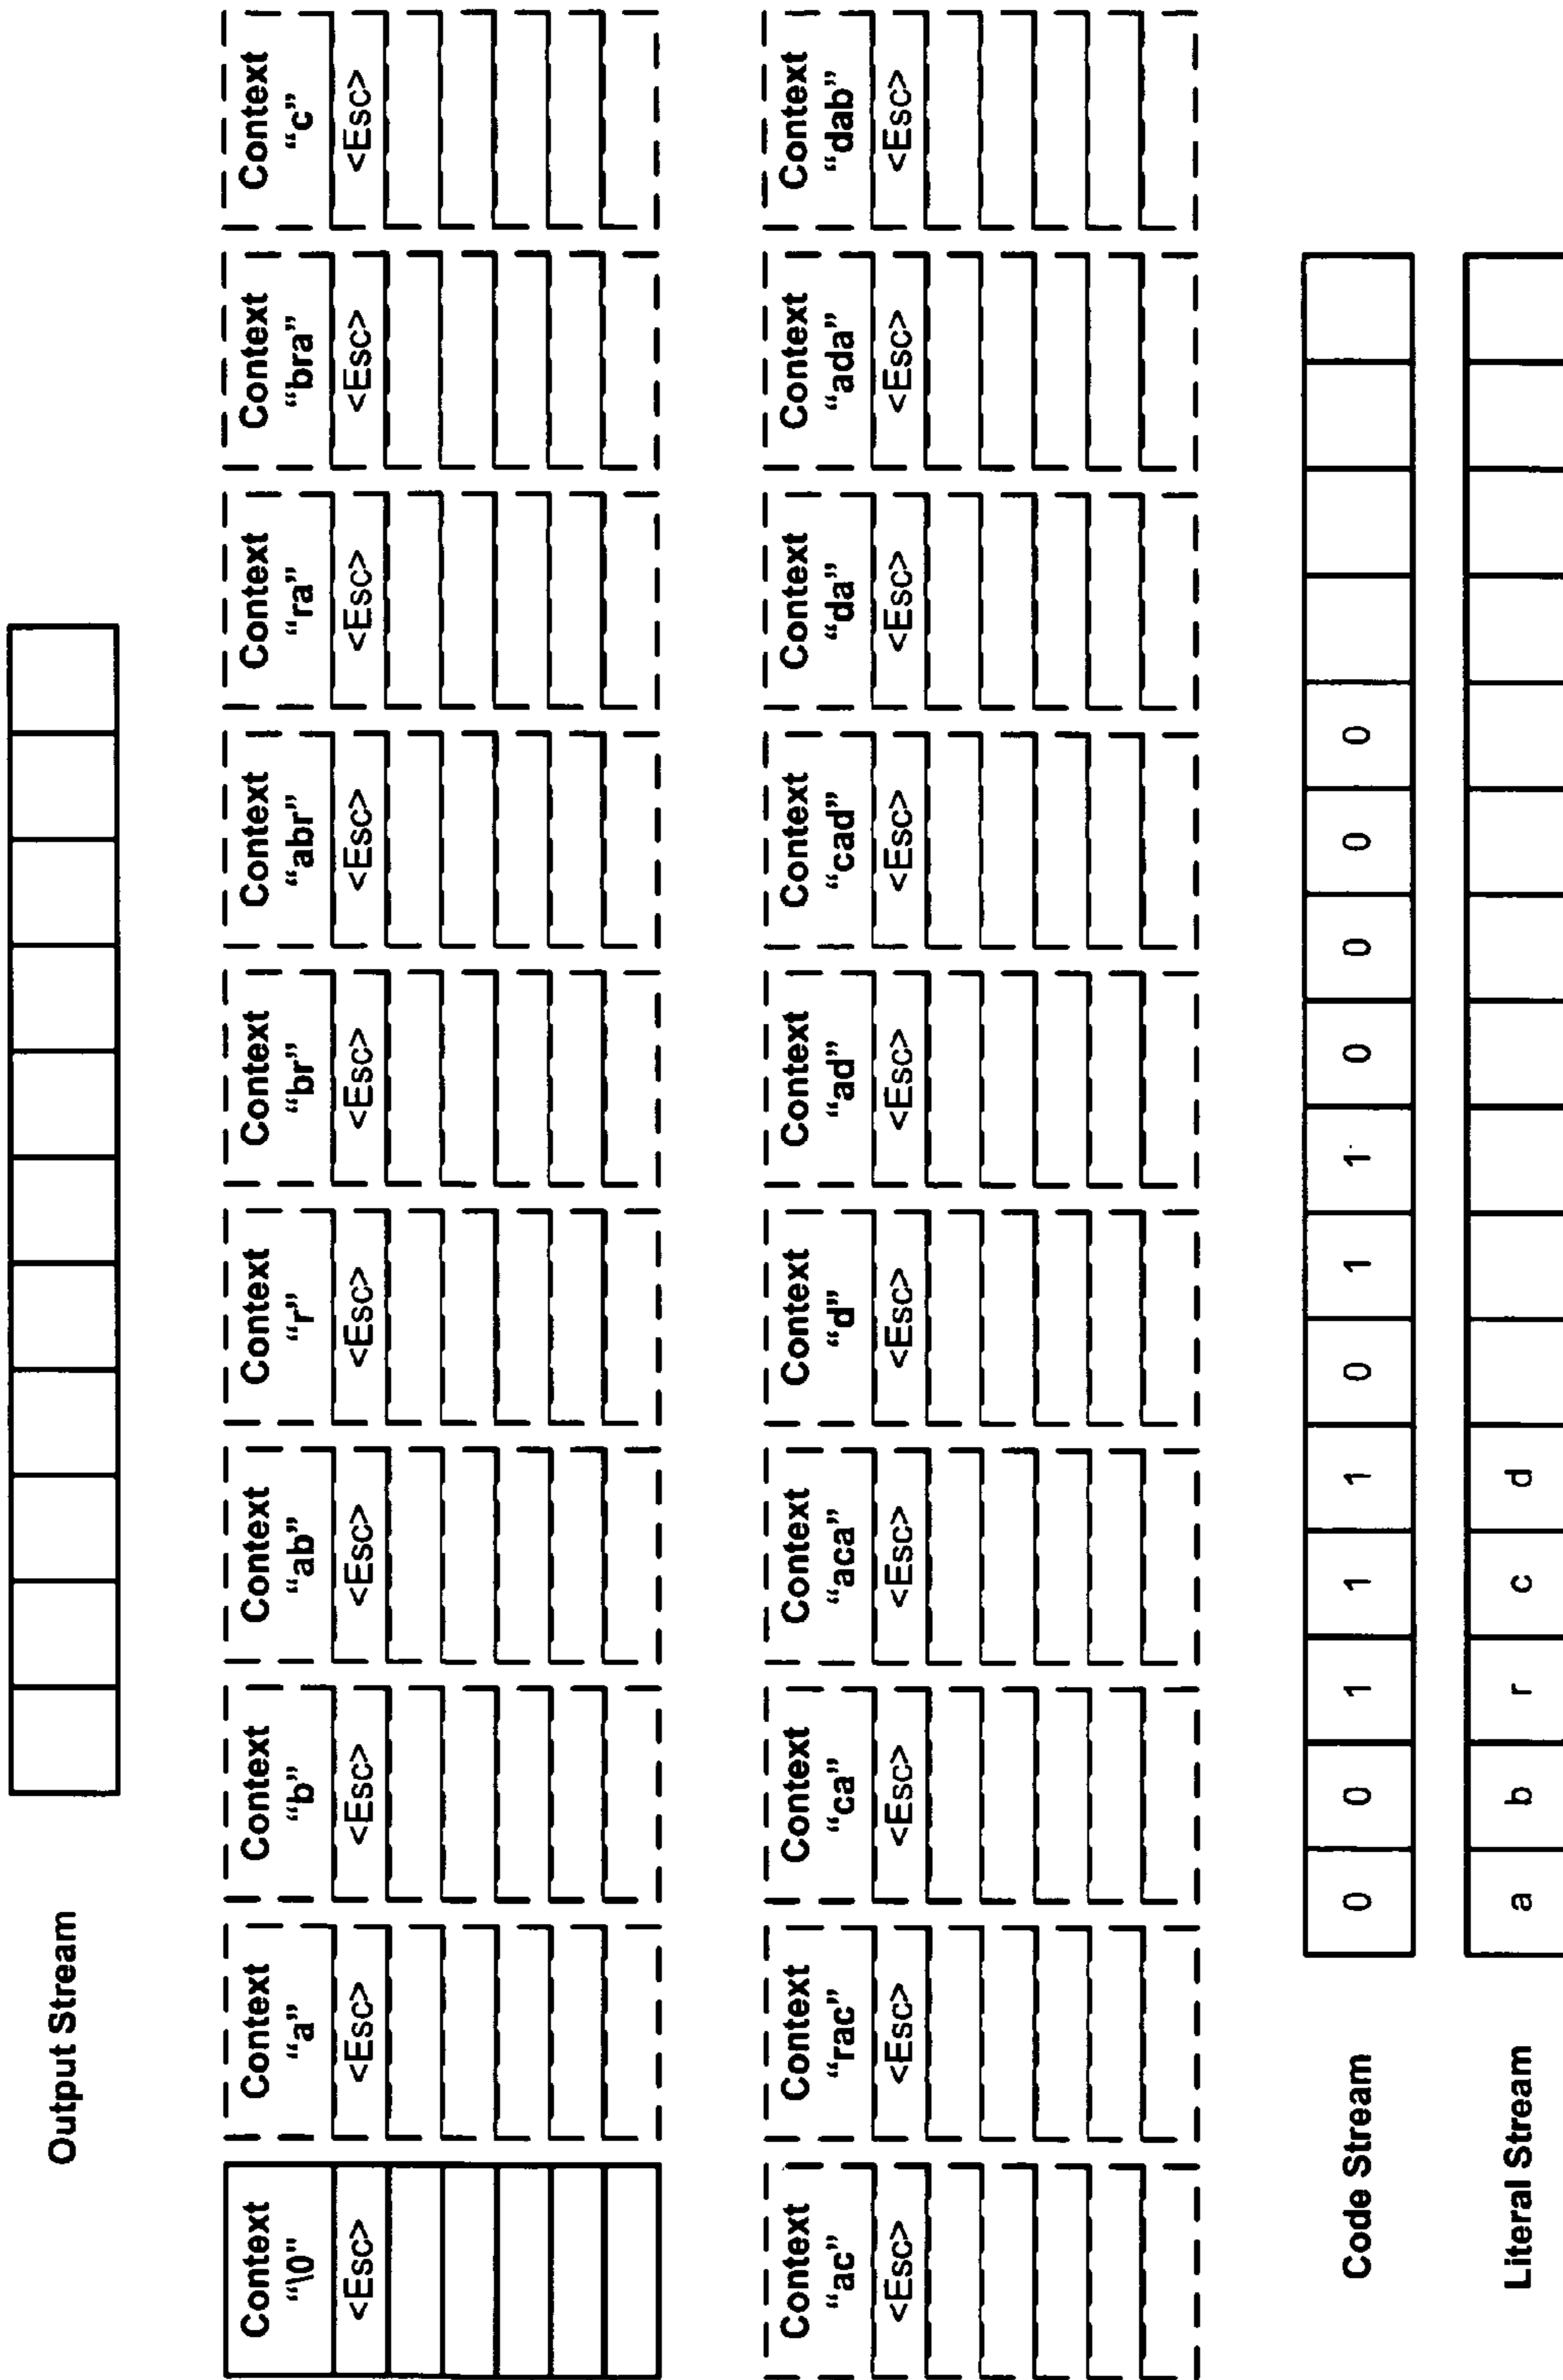 Output Stream
Context Context Context Context Context Context Context Context Context Context
“\0" “a” “b” “ab” “r” “br” “abr” “ra” “bra” “c”
<Esc> <Esc> <Esc> <Esc> <Esc> <Esc> <Esc> <Esc> <Esc> <Esc>
Context Context Context Context Context Context Context Context Context Context
“ac” “rac” “ca” “aca” “d” “ad” “cad” “da” “ada” “dab”
<Esc> <Esc> <Esc> <Esc> <Esc> <Esc> <Esc> <Esc> <Esc> <Esc>
Code Stream 0 0 1 1 1 0 1 1 0 0 0 0
Literal Stream a b r c d